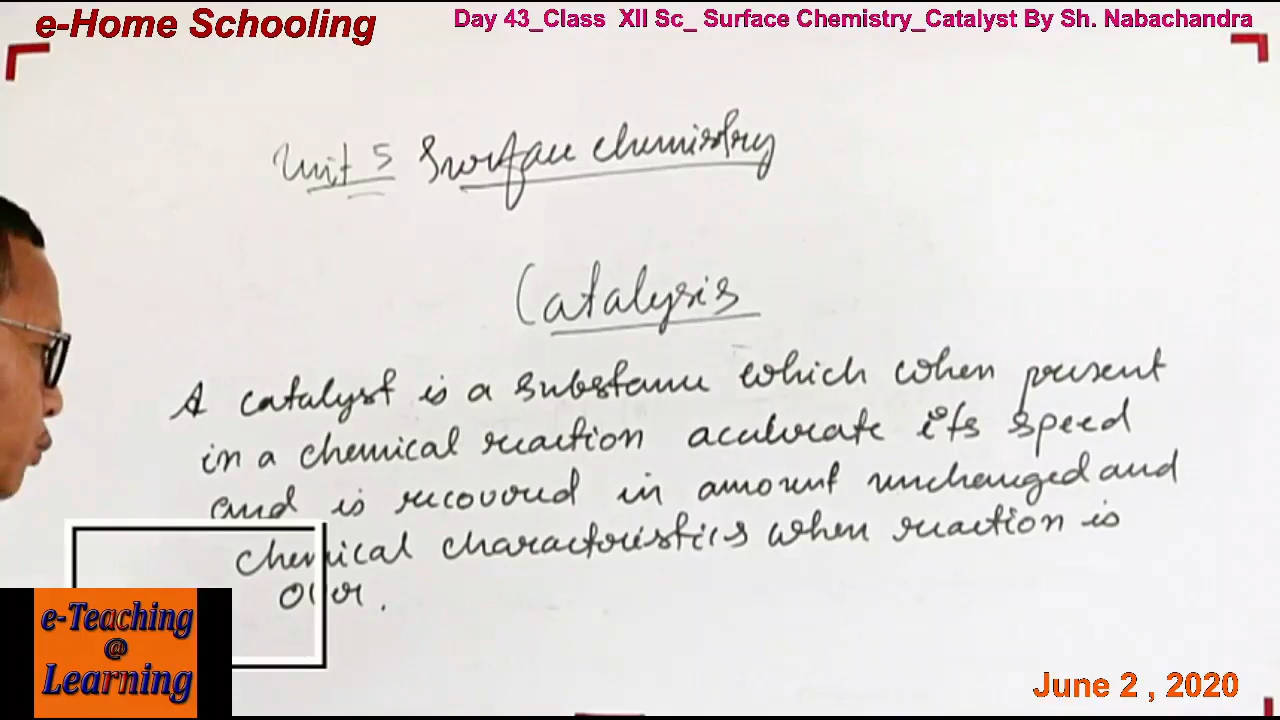 e-Home Schooling
Day 43_Class XII Sc_ Surface Chemistry_Catalyst By Sh. Nabachandra
Unit 5 Surface chemistry
Catalysis
A catalyst is a substance which when present
in a chemical reaction accelerate its speed
and is recovered in amount unchanged and
chemical characteristics when reaction is
over.
e-Teaching
@
Learning
June 2 , 2020